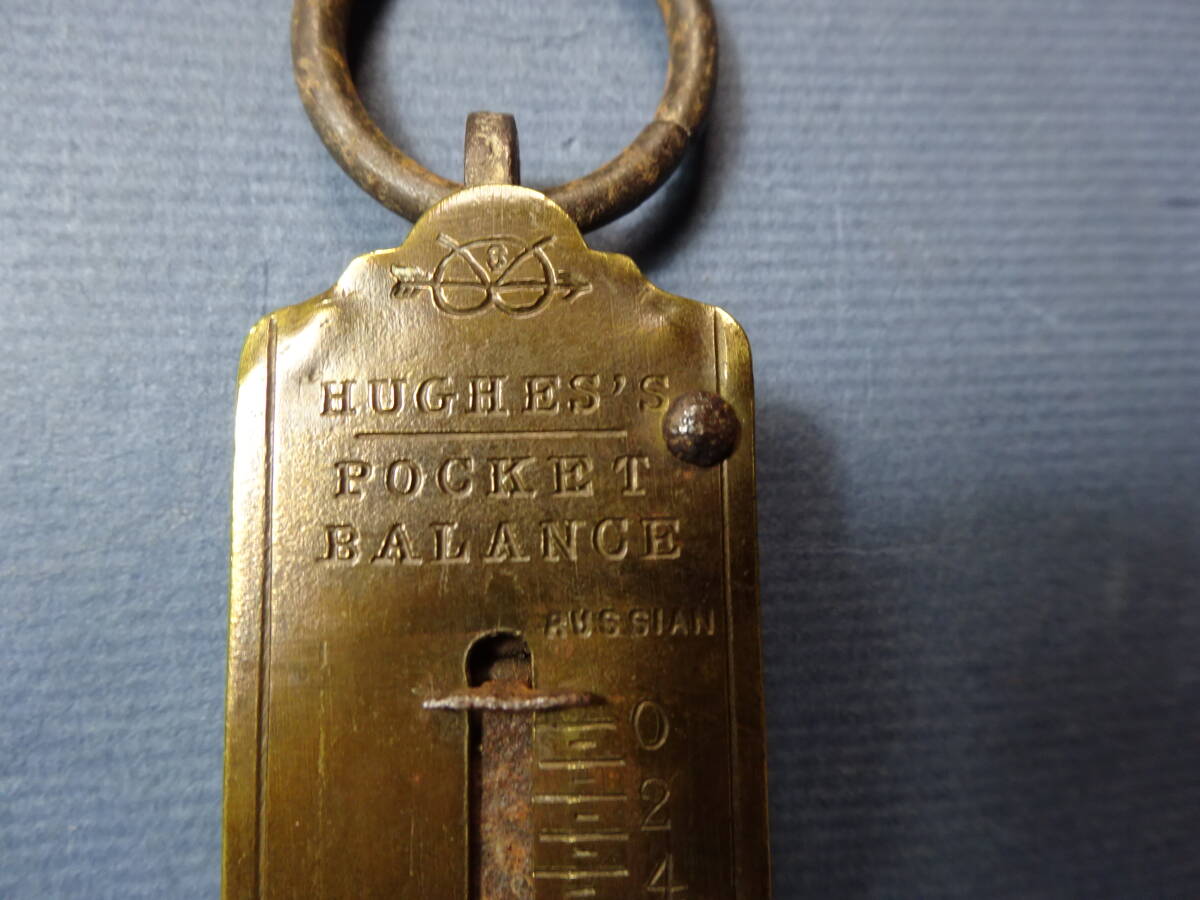 HUGHES'S
POCKET
BALANCE
RUSSIAN
0
2
4